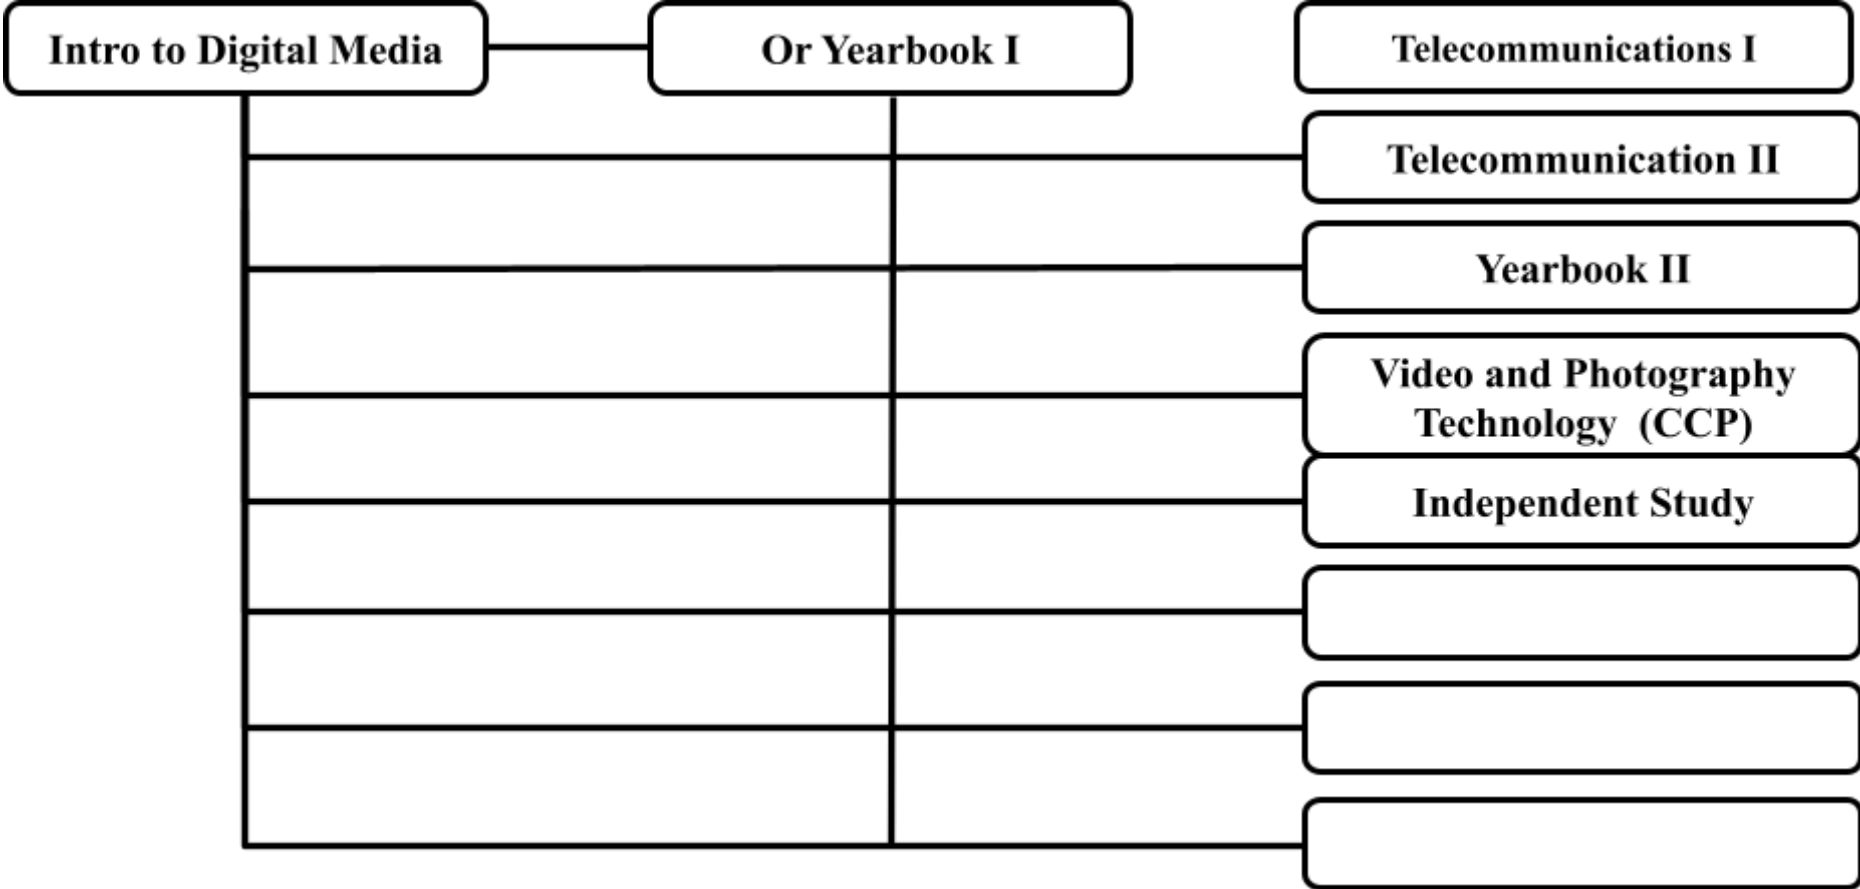 Intro to Digital Media
Or Yearbook I
Telecommunications I
Telecommunication II
Yearbook II
Video and Photography
Technology  (CCP)
Independent Study